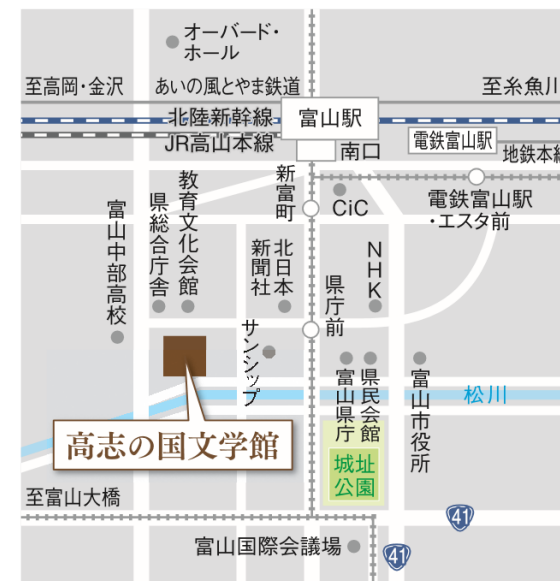 オーバード・
ホール
至高岡・金沢
あいの風とやま鉄道
至糸魚川
北陸新幹線
富山駅
JR高山本線
電鉄富山駅
南口
地鉄本線
新富町
教育文化会館
県総合庁舎
富山中部高校
CiC
電鉄富山駅
・エスタ前
北日本
新聞社
NHK
県庁前
サンシップ
県民会館
富山県庁
富山市役所
松川
高志の国文学館
城址
公園
至富山大橋
41
富山国際会議場
41